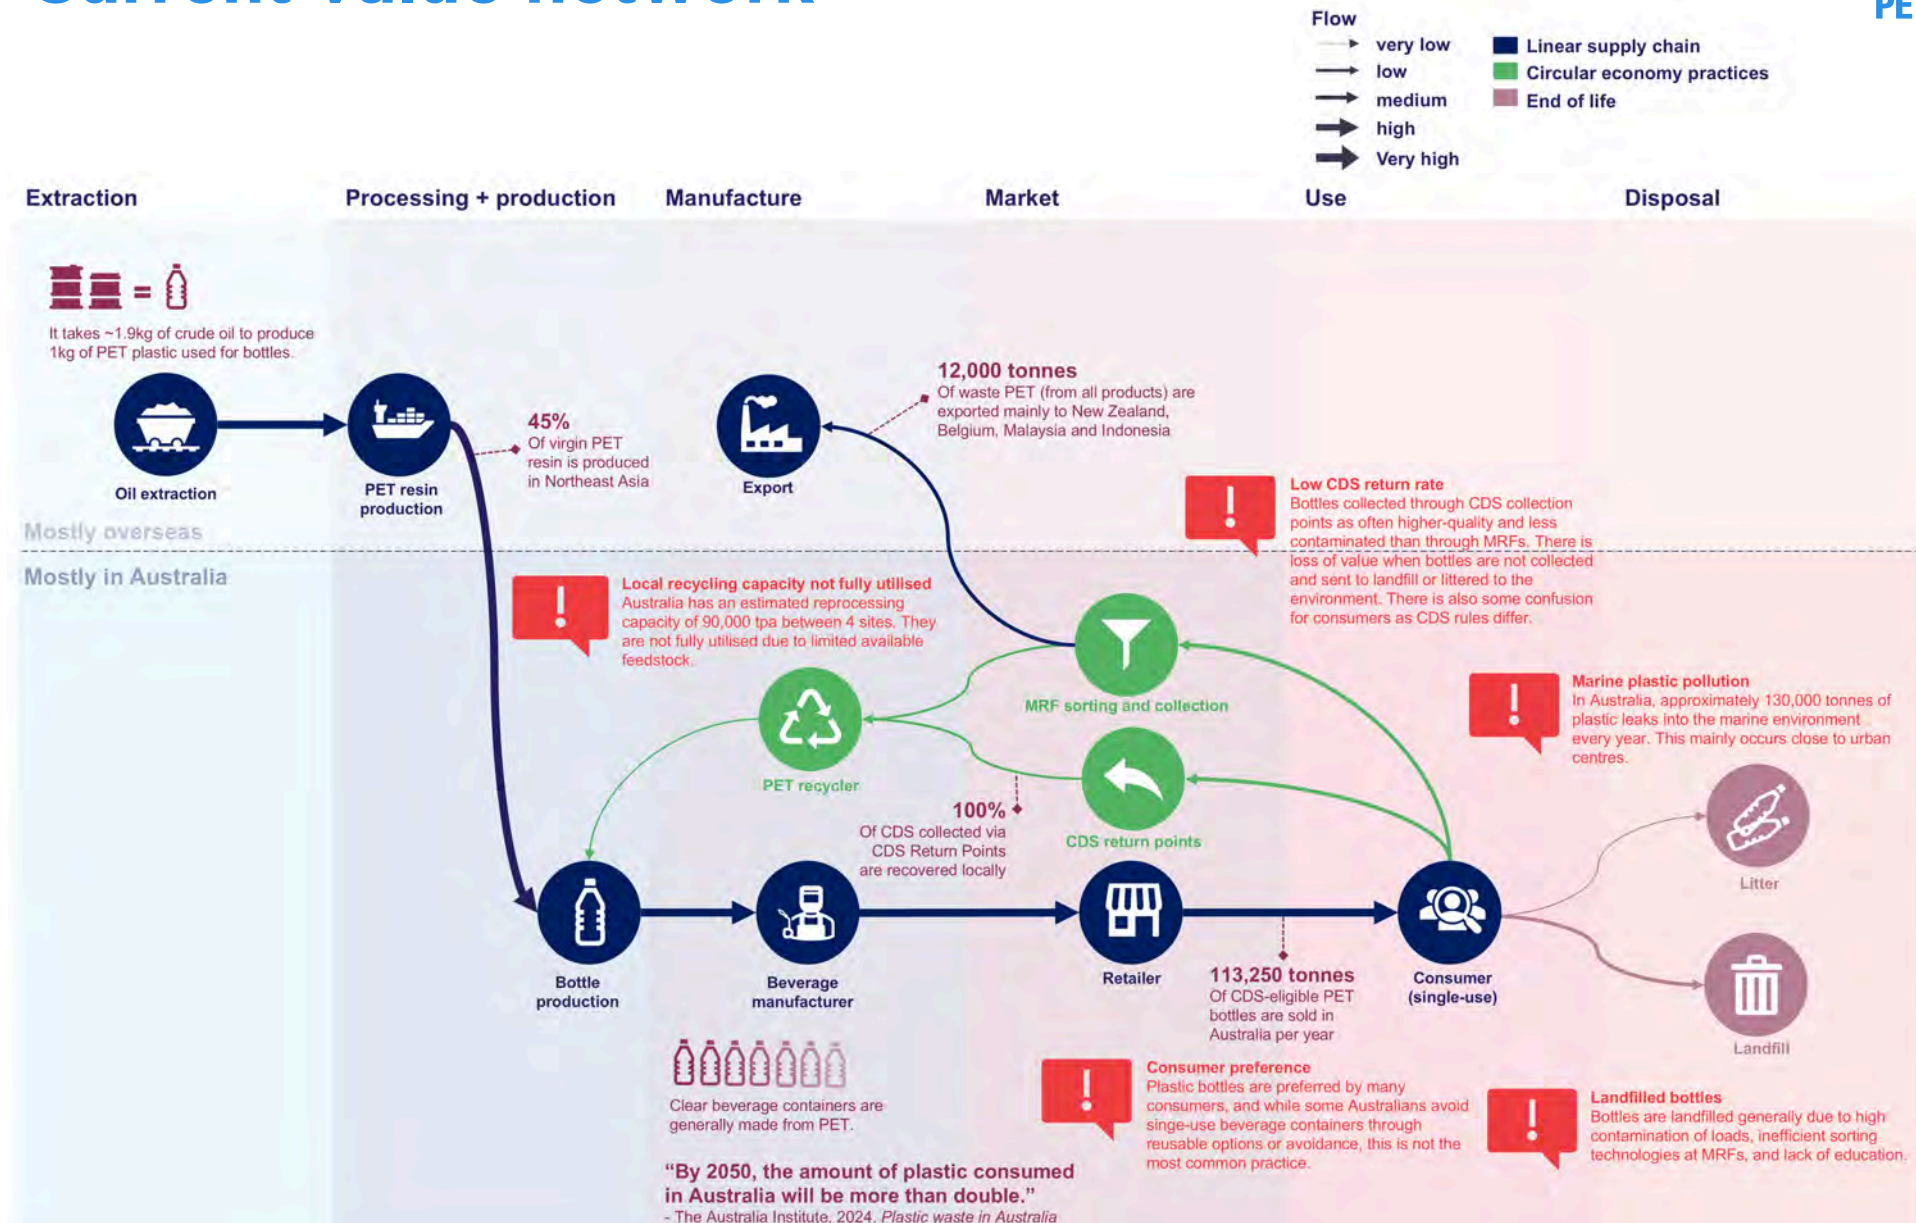 Current value network
PE
Flow
very low
low
medium
high
Very high
Linear supply chain
Circular economy practices
End of life
Extraction
Processing + production
Manufacture
Market
Use
Disposal
=
It takes ~1.9kg of crude oil to produce
1kg of PET plastic used for bottles.
Oil extraction
PET resin
production
45%
Of virgin PET
resin is produced
in Northeast Asia
Export
12,000 tonnes
Of waste PET (from all products) are
exported mainly to New Zealand,
Belgium, Malaysia and Indonesia
Low CDS return rate
Bottles collected through CDS collection
points as often higher-quality and less
contaminated than through MRFs. There is
loss of value when bottles are not collected
and sent to landfill or littered to the
environment. There is also some confusion
for consumers as CDS rules differ.
Mostly overseas
Mostly in Australia
Local recycling capacity not fully utilised
Australia has an estimated reprocessing
capacity of 90,000 tpa between 4 sites. They
are not fully utilised due to limited available
feedstock.
MRF sorting and collection
PET recycler
CDS return points
100%
Of CDS collected via
CDS Return Points
are recovered locally
Marine plastic pollution
In Australia, approximately 130,000 tonnes of
plastic leaks into the marine environment
every year. This mainly occurs close to urban
centres.
Litter
Bottle
production
Beverage
manufacturer
Retailer
113,250 tonnes
Of CDS-eligible PET
bottles are sold in
Australia per year
Consumer
(single-use)
Landfill
Clear beverage containers are
generally made from PET.
Consumer preference
Plastic bottles are preferred by many
consumers, and while some Australians avoid
singe-use beverage containers through
reusable options or avoidance, this is not the
most common practice.
Landfilled bottles
Bottles are landfilled generally due to high
contamination of loads, inefficient sorting
technologies at MRFs, and lack of education.
“By 2050, the amount of plastic consumed
in Australia will be more than double.”
- The Australia Institute, 2024, Plastic waste in Australia